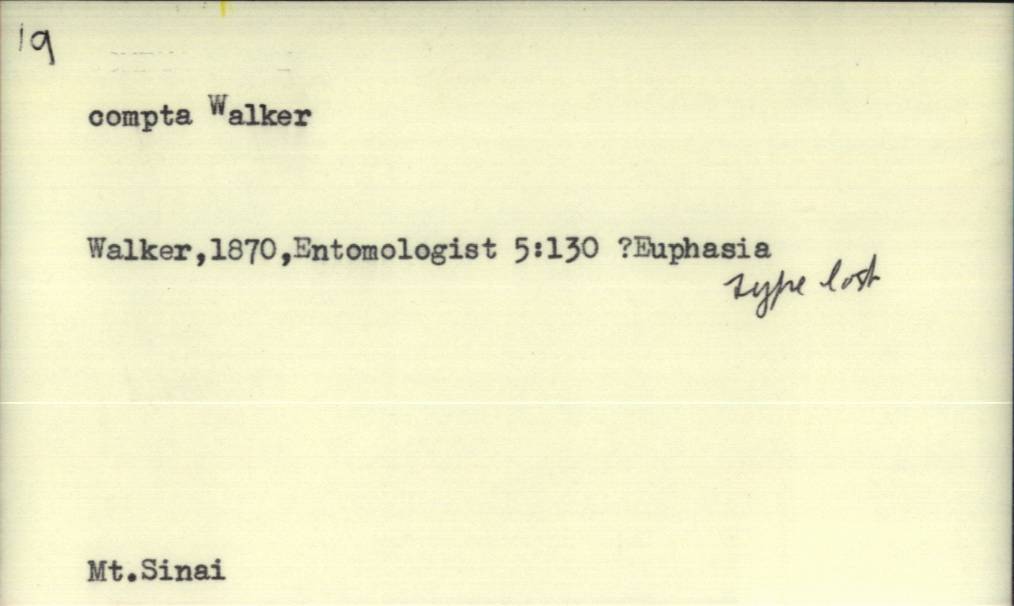 19
compta Walker
Walker,1870,Entomologist 5:130 ?Euphasia
type lost
Mt.Sinai